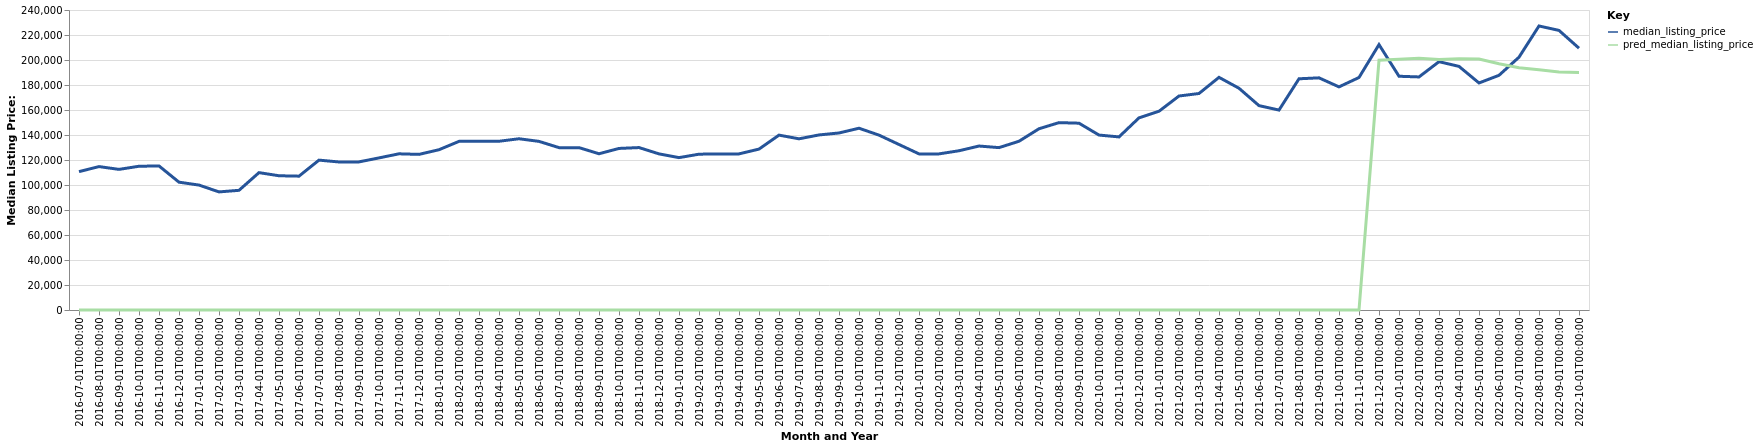 240,000
220,000
200,000
180,000
160,000
140,000
120,000
100,000
80,000
60,000
40,000
20,000
0
Median Listing Price:
2016-07-01T00:00:00
2016-08-01T00:00:00
2016-09-01T00:00:00
2016-10-01T00:00:00
2016-11-01T00:00:00
2016-12-01T00:00:00
2017-01-01T00:00:00
2017-02-01T00:00:00
2017-03-01T00:00:00
2017-04-01T00:00:00
2017-05-01T00:00:00
2017-06-01T00:00:00
2017-07-01T00:00:00
2017-08-01T00:00:00
2017-09-01T00:00:00
2017-10-01T00:00:00
2017-11-01T00:00:00
2017-12-01T00:00:00
2018-01-01T00:00:00
2018-02-01T00:00:00
2018-03-01T00:00:00
2018-04-01T00:00:00
2018-05-01T00:00:00
2018-06-01T00:00:00
2018-07-01T00:00:00
2018-08-01T00:00:00
2018-09-01T00:00:00
2018-10-01T00:00:00
2018-11-01T00:00:00
2018-12-01T00:00:00
2019-01-01T00:00:00
2019-02-01T00:00:00
2019-03-01T00:00:00
2019-04-01T00:00:00
2019-05-01T00:00:00
2019-06-01T00:00:00
2019-07-01T00:00:00
2019-08-01T00:00:00
2019-09-01T00:00:00
2019-10-01T00:00:00
2019-11-01T00:00:00
2019-12-01T00:00:00
2020-01-01T00:00:00
2020-02-01T00:00:00
2020-03-01T00:00:00
2020-04-01T00:00:00
2020-05-01T00:00:00
2020-06-01T00:00:00
2020-07-01T00:00:00
2020-08-01T00:00:00
2020-09-01T00:00:00
2020-10-01T00:00:00
2020-11-01T00:00:00
2020-12-01T00:00:00
2021-01-01T00:00:00
2021-02-01T00:00:00
2021-03-01T00:00:00
2021-04-01T00:00:00
2021-05-01T00:00:00
2021-06-01T00:00:00
2021-07-01T00:00:00
2021-08-01T00:00:00
2021-09-01T00:00:00
2021-10-01T00:00:00
2021-11-01T00:00:00
2021-12-01T00:00:00
2022-01-01T00:00:00
2022-02-01T00:00:00
2022-03-01T00:00:00
2022-04-01T00:00:00
2022-05-01T00:00:00
2022-06-01T00:00:00
2022-07-01T00:00:00
2022-08-01T00:00:00
2022-09-01T00:00:00
2022-10-01T00:00:00
Month and Year
Key
median_listing_price
pred_median_listing_price